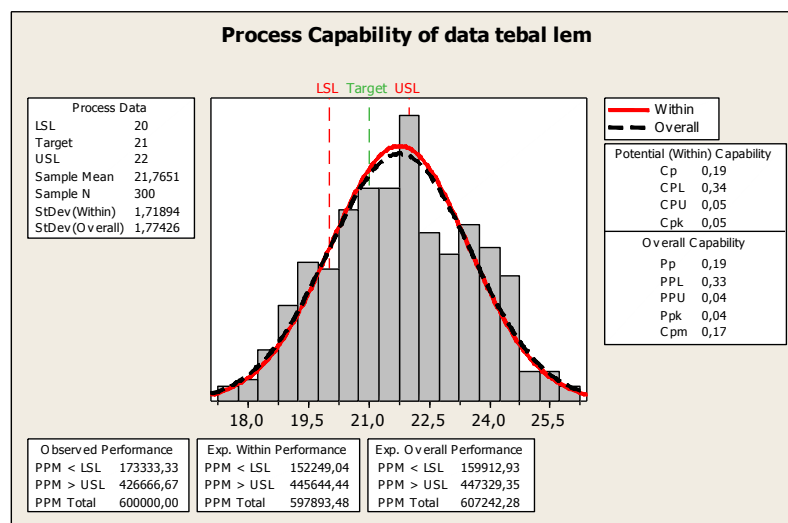 Process Capability of data tebal lem
LSL Target USL
Process Data
LSL 20
Target 21
USL 22
Sample Mean 21,7651
Sample N 300
StDev(Within) 1,71894
StDev(Overall) 1,77426
Within
Overall
Potential (Within) Capability
Cp 0,19
CPL 0,34
CPU 0,05
Cpk 0,05
Overall Capability
Pp 0,19
PPL 0,33
PPU 0,04
Ppk 0,04
Cpm 0,17
18,0 19,5 21,0 22,5 24,0 25,5
Observed Performance
PPM < LSL 173333,33
PPM > USL 426666,67
PPM Total 600000,00
Exp. Within Performance
PPM < LSL 152249,04
PPM > USL 445644,44
PPM Total 597893,48
Exp. Overall Performance
PPM < LSL 159912,93
PPM > USL 447329,35
PPM Total 607242,28